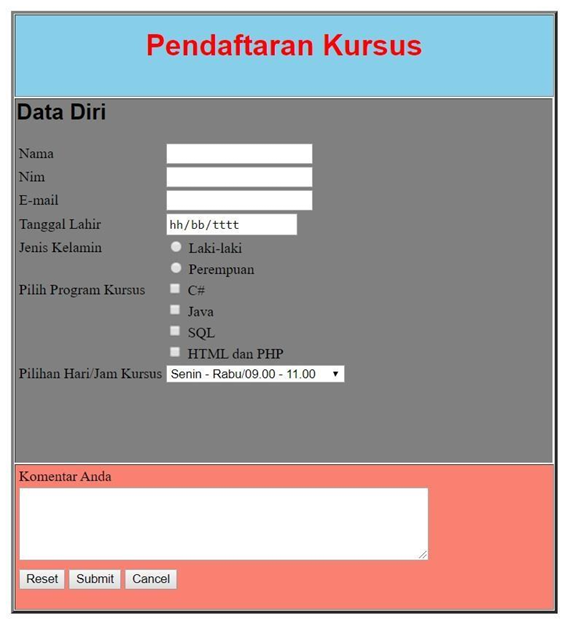 Pendaftaran Kursus
Data Diri
Nama
Nim
E-mail
Tanggal Lahir hh/bb/tttt
Jenis Kelamin Laki-laki
Perempuan
Pilih Program Kursus C#
Java
SQL
HTML dan PHP
Pilihan Hari/Jam Kursus Senin - Rabu/09.00 - 11.00
Komentar Anda
Reset Submit Cancel